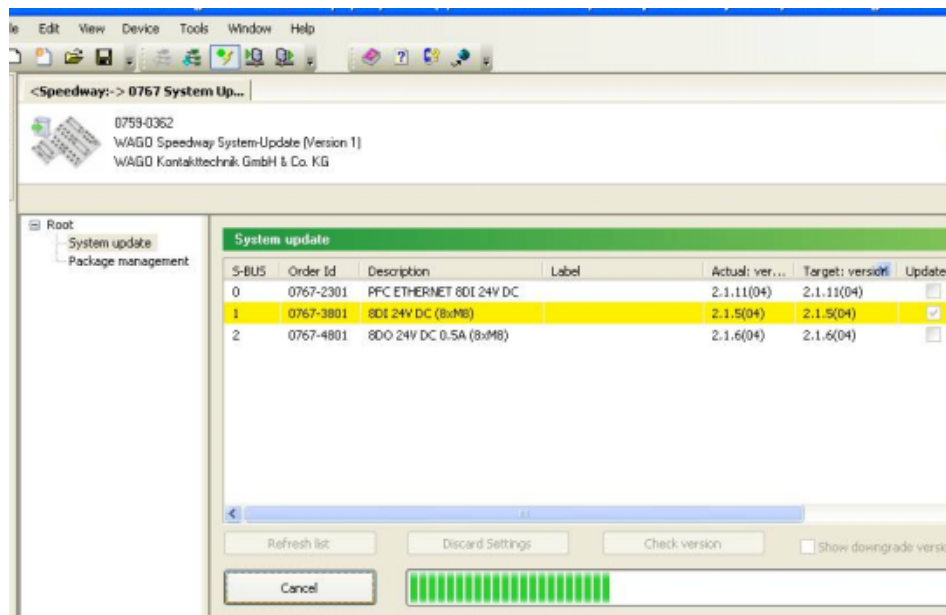 Edit View Device Tools Window Help
<Speedway:-> 0767 System Up...
0759-0362
WAGO Speedway System-Update (Version 1)
WAGO Kontakttechnik GmbH & Co. KG
Root
System update
Package management
System update
S-BUS Order Id Description Label Actual: ver... Target: version Update
0 0767-2301 PFC ETHERNET 8DI 24V DC 2.1.11(04) 2.1.11(04)
1 0767-3801 8DI 24V DC (8xM8) 2.1.5(04) 2.1.5(04)
2 0767-4801 8DO 24V DC 0.5A (8xM8) 2.1.6(04) 2.1.6(04)
Refresh list Discard Settings Check version Show downgrade versio
Cancel